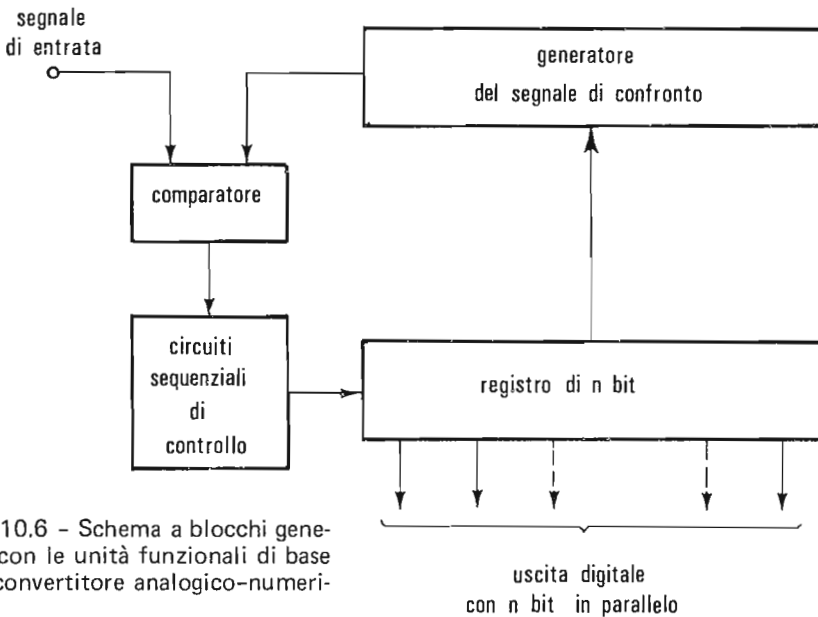 segnale
di entrata
generatore
del segnale di confronto
comparatore
circuiti
sequenziali
di
controllo
registro di n bit
10.6 – Schema a blocchi gene-
con le unità funzionali di base
convertitore analogico-numeri-
uscita digitale
con n bit in parallelo